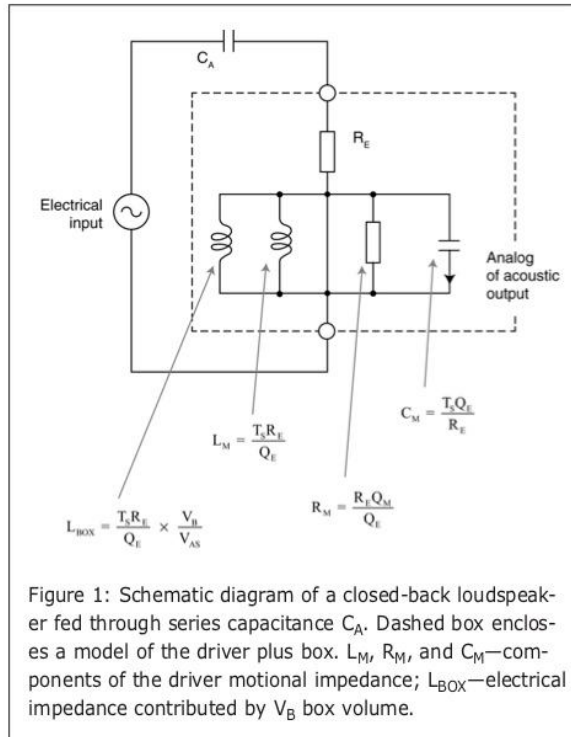 C_A
R_E
Electrical
input
Analog
of acoustic
output
C_M = T_S Q_E / R_E
L_M = T_S R_E / Q_E
R_M = R_E Q_M / Q_E
L_BOX = T_S R_E / Q_E × V_B / V_AS
Figure 1: Schematic diagram of a closed-back loudspeak-
er fed through series capacitance C_A. Dashed box enclos-
es a model of the driver plus box. L_M, R_M, and C_M—com-
ponents of the driver motional impedance; L_BOX—electrical
impedance contributed by V_B box volume.